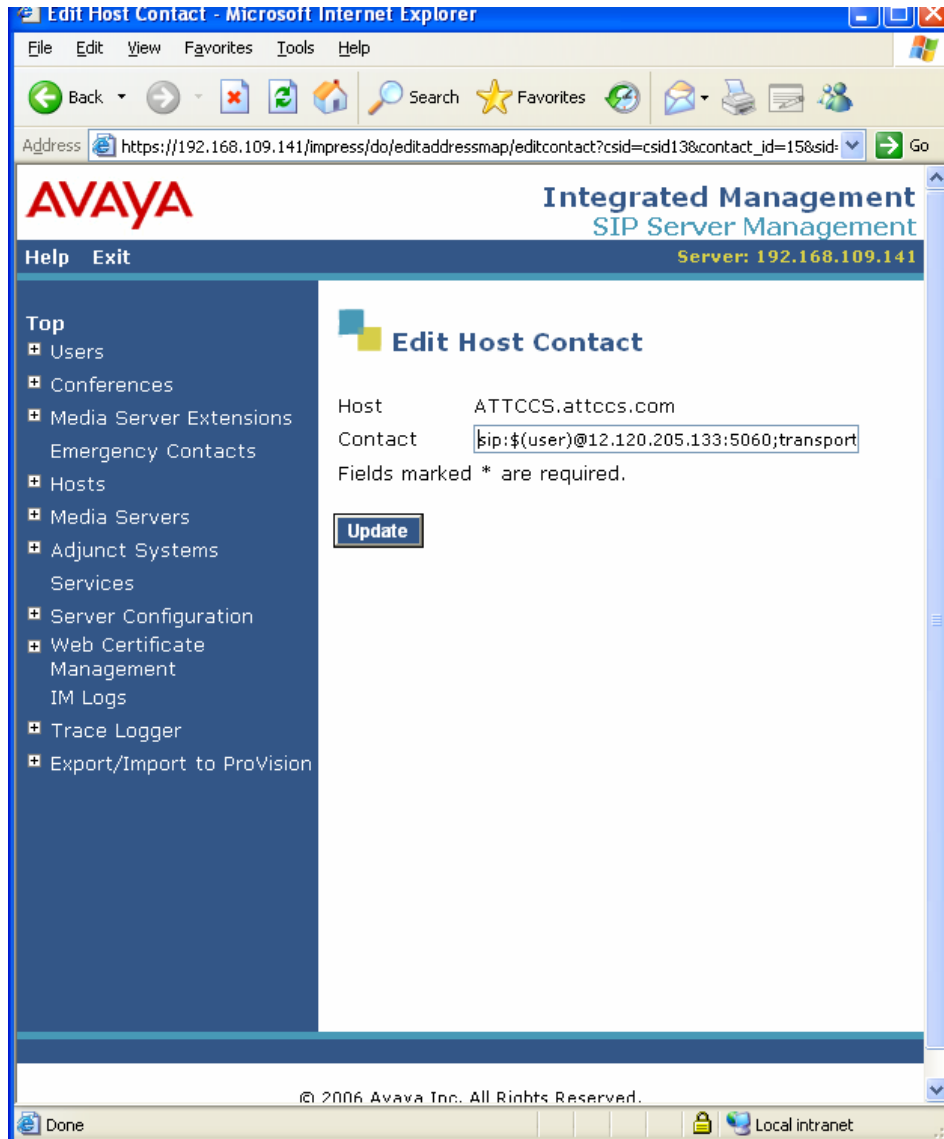 Edit Host Contact - Microsoft Internet Explorer
File Edit View Favorites Tools Help
Back Search Favorites
Address https://192.168.109.141/impress/do/editaddressmap/editcontact?csid=csid13&contact_id=15&sid= Go
AVAYA
Integrated Management
SIP Server Management
Help Exit
Server: 192.168.109.141
Top
Users
Conferences
Media Server Extensions
Emergency Contacts
Hosts
Media Servers
Adjunct Systems
Services
Server Configuration
Web Certificate
Management
IM Logs
Trace Logger
Export/Import to ProVision
Edit Host Contact
Host ATTCCS.attccs.com
Contact sip:$(user)@12.120.205.133:5060;transport
Fields marked * are required.
Update
© 2006 Avaya Inc. All Rights Reserved.
Done Local intranet